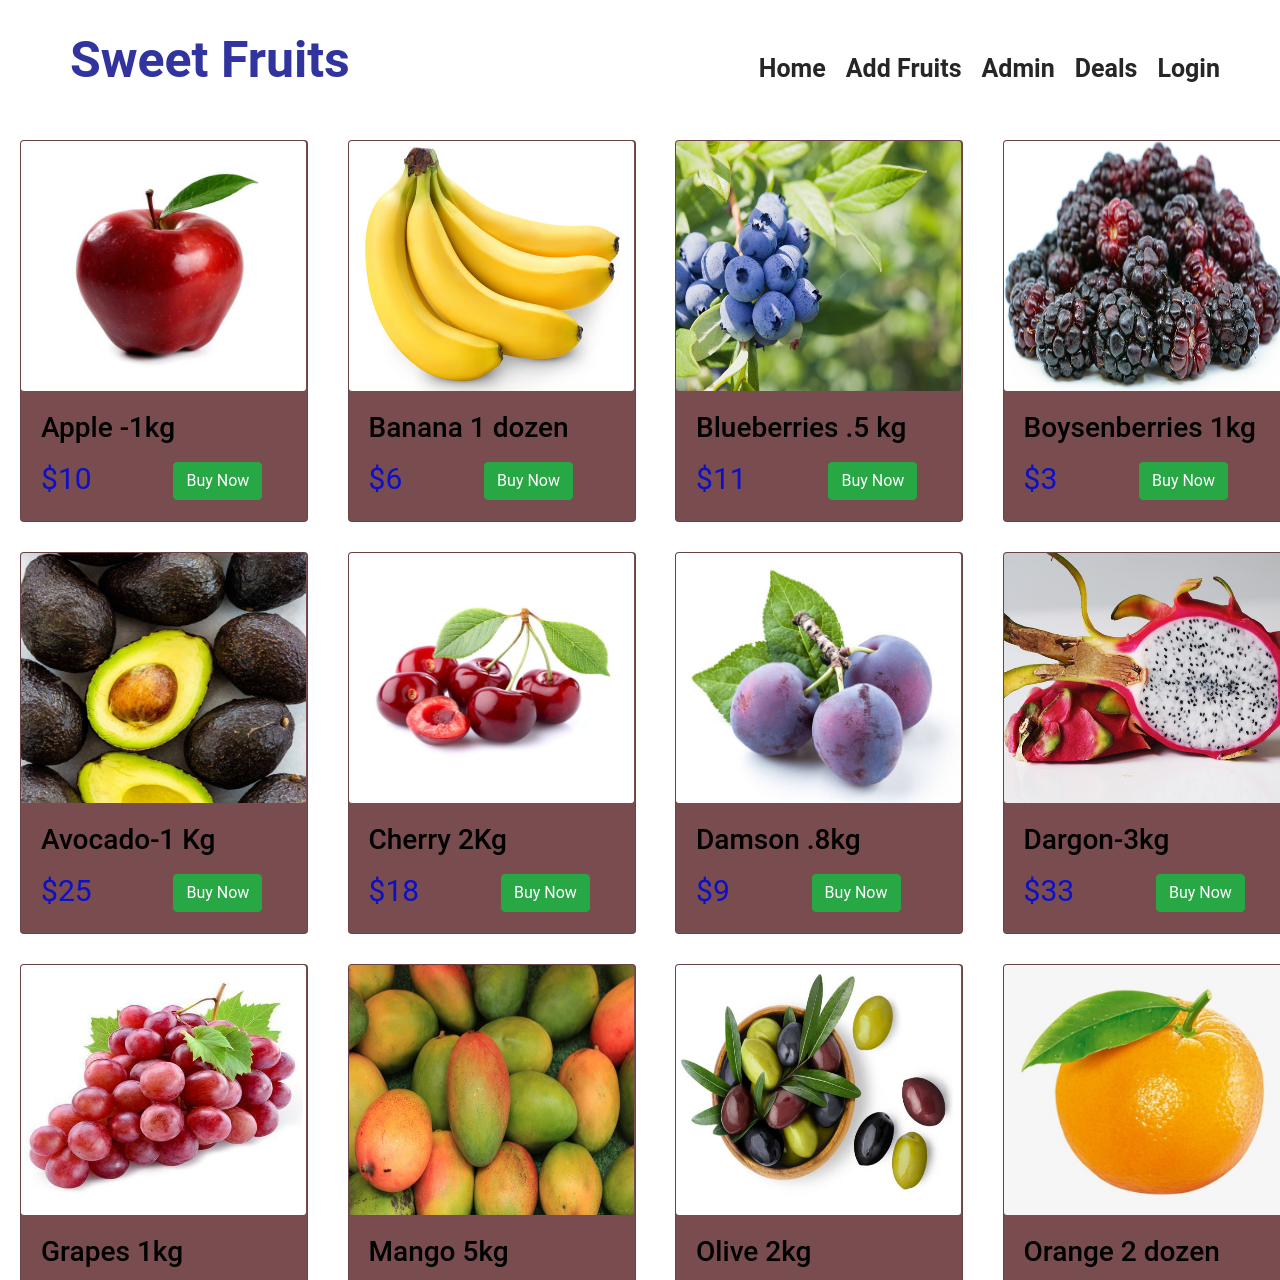 Sweet Fruits
Home Add Fruits Admin Deals Login
Apple -1kg
$10 Buy Now
Banana 1 dozen
$6 Buy Now
Blueberries .5 kg
$11 Buy Now
Boysenberries 1kg
$3 Buy Now
Avocado-1 Kg
$25 Buy Now
Cherry 2Kg
$18 Buy Now
Damson .8kg
$9 Buy Now
Dargon-3kg
$33 Buy Now
Grapes 1kg
Mango 5kg
Olive 2kg
Orange 2 dozen